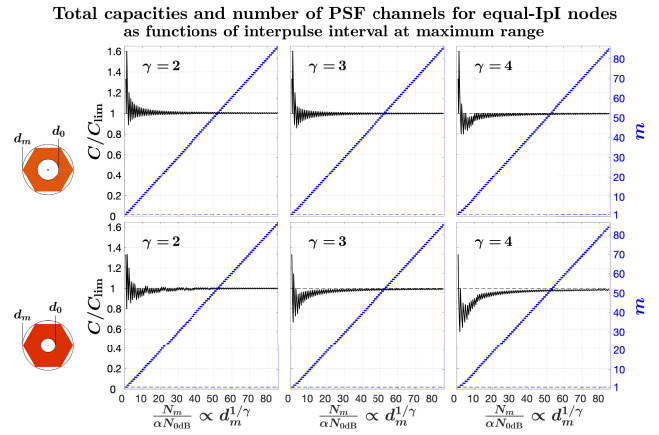 Total capacities and number of PSF channels for equal-IpI nodes
as functions of interpulse interval at maximum range
γ = 2
γ = 3
γ = 4
1.6
1.4
1.2
1
0.8
0.6
0.4
0.2
0
C/C_lim
80
70
60
50
40
30
20
10
1
m
d_m d_0
γ = 2
γ = 3
γ = 4
1.6
1.4
1.2
1
0.8
0.6
0.4
0.2
0
C/C_lim
80
70
60
50
40
30
20
10
1
m
d_m d_0
0 10 20 30 40 50 60 70 80
0 10 20 30 40 50 60 70 80
0 10 20 30 40 50 60 70 80
N_m/αN_0dB ∝ d_m^1/γ
N_m/αN_0dB ∝ d_m^1/γ
N_m/αN_0dB ∝ d_m^1/γ